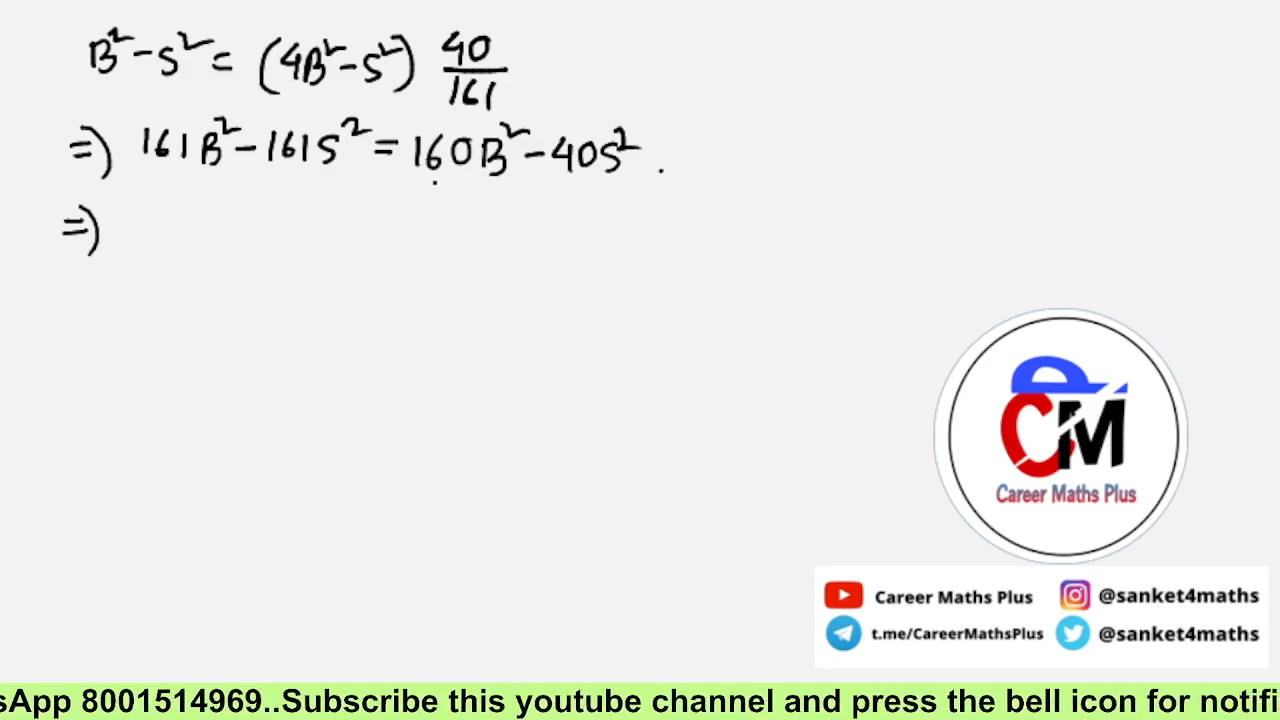 B² - S² = (4B² - S²) 40/161
⇒ 161B² - 161S² = 160B² - 40S²
⇒
CM
Career Maths Plus
Career Maths Plus @sanket4maths
t.me/CareerMathsPlus @sanket4maths
sApp 8001514969..Subscribe this youtube channel and press the bell icon for notifi